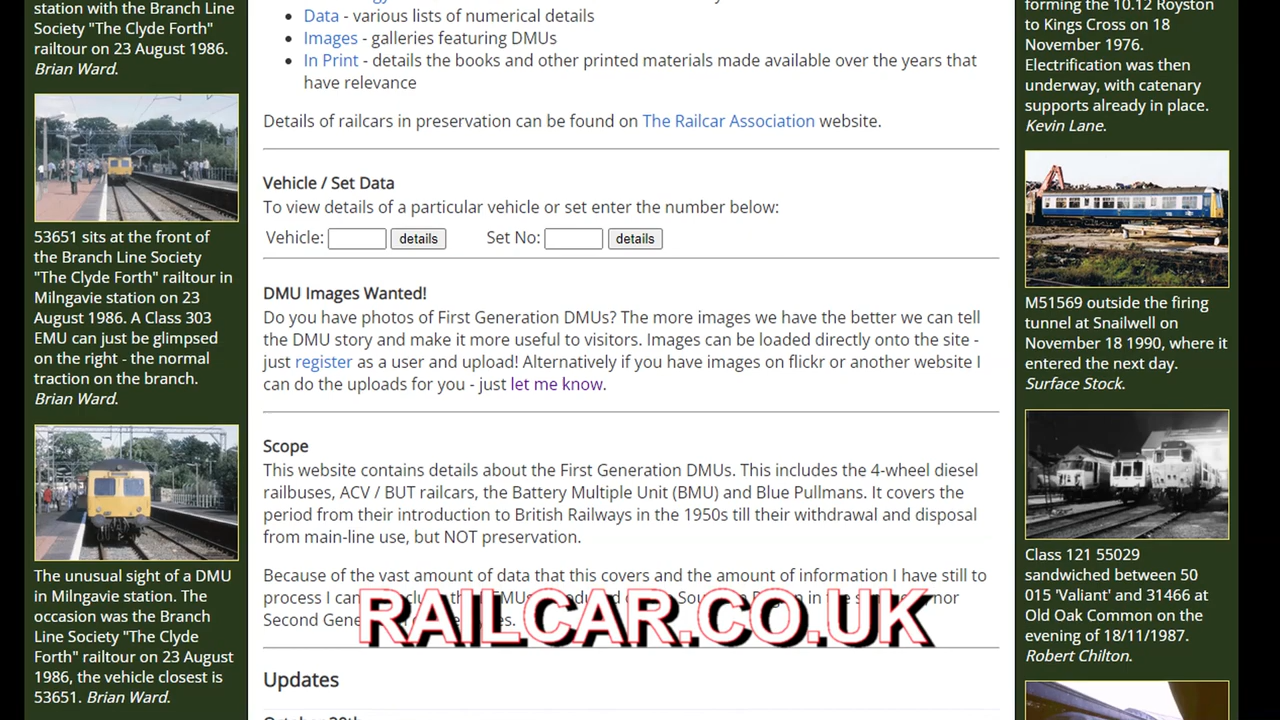 station with the Branch Line
Society "The Clyde Forth"
railtour on 23 August 1986.
Brian Ward.
53651 sits at the front of
the Branch Line Society
"The Clyde Forth" railtour in
Milngavie station on 23
August 1986. A Class 303
EMU can just be glimpsed
on the right - the normal
traction on the branch.
Brian Ward.
The unusual sight of a DMU
in Milngavie station. The
occasion was the Branch
Line Society "The Clyde
Forth" railtour on 23 August
1986, the vehicle closest is
53651. Brian Ward.
Data - various lists of numerical details
Images - galleries featuring DMUs
In Print - details the books and other printed materials made available over the years that
have relevance
Details of railcars in preservation can be found on The Railcar Association website.
Vehicle / Set Data
To view details of a particular vehicle or set enter the number below:
Vehicle: details Set No: details
DMU Images Wanted!
Do you have photos of First Generation DMUs? The more images we have the better we can tell
the DMU story and make it more useful to visitors. Images can be loaded directly onto the site -
just register as a user and upload! Alternatively if you have images on flickr or another website I
can do the uploads for you - just let me know.
Scope
This website contains details about the First Generation DMUs. This includes the 4-wheel diesel
railbuses, ACV / BUT railcars, the Battery Multiple Unit (BMU) and Blue Pullmans. It covers the
period from their introduction to British Railways in the 1950s till their withdrawal and disposal
from main-line use, but NOT preservation.
Because of the vast amount of data that this covers and the amount of information I have still to
process I can
Second
RAILCAR.CO.UK
Updates
forming the 10.12 Royston
to Kings Cross on 18
November 1976.
Electrification was then
underway, with catenary
supports already in place.
Kevin Lane.
M51569 outside the firing
tunnel at Snailwell on
November 18 1990, where it
entered the next day.
Surface Stock.
Class 121 55029
sandwiched between 50
015 'Valiant' and 31466 at
Old Oak Common on the
evening of 18/11/1987.
Robert Chilton.